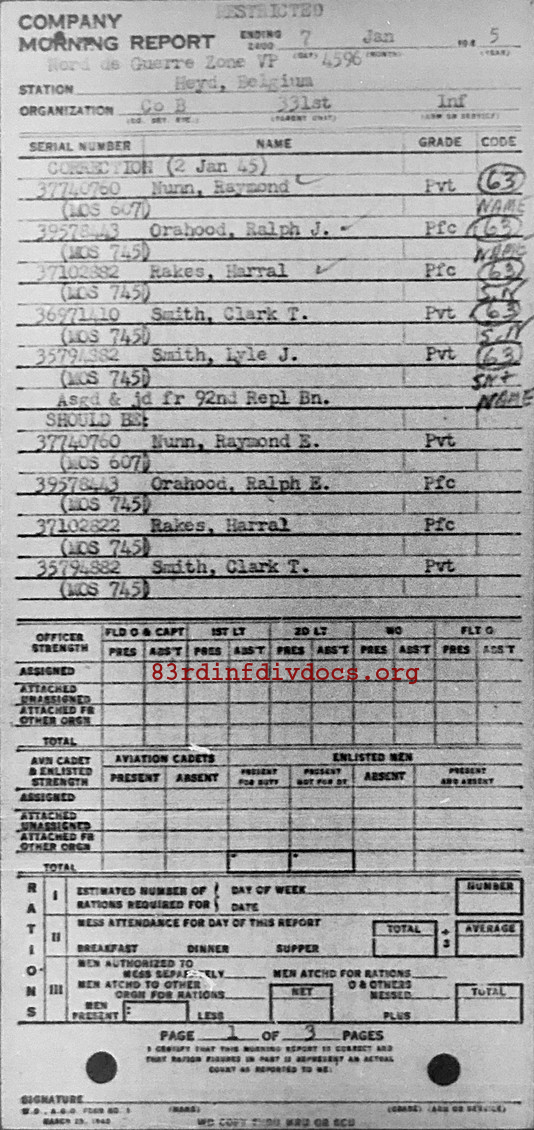 RESTRICTED
COMPANY
MORNING REPORT ENDING 2400 7 Jan 194 5
(DAY) (MONTH) (YEAR)
Nord de Guerre Zone VP 4596
STATION Heyd, Belgium
ORGANIZATION Co B 331st Inf
(CO. DET. ETC.) (PARENT UNIT) (ARM OR SERVICE)
SERIAL NUMBER NAME GRADE CODE
CORRECTION (2 Jan 45)
37740760 Nunn, Raymond Pvt 63
(MOS 607) NAME
39578443 Orahood, Ralph J. Pfc 63
(MOS 745) NAME
37102882 Rakes, Harral Pfc 63
(MOS 745) S.N
36971410 Smith, Clark T. Pvt 63
(MOS 745) S.N
35794882 Smith, Lyle J. Pvt 63
(MOS 745) SN+
Asgd & jd fr 92nd Repl Bn. NAME
SHOULD BE:
37740760 Nunn, Raymond E. Pvt
(MOS 607)
39578443 Orahood, Ralph E. Pfc
(MOS 745)
37102822 Rakes, Harral Pfc
(MOS 745)
35794882 Smith, Clark T. Pvt
(MOS 745)
OFFICER STRENGTH FLD O & CAPT 1ST LT 2D LT WO FLT O
PRES ABS'T PRES ABS'T PRES ABS'T PRES ABS'T PRES ABS'T
ASSIGNED
83rdinfdivdocs.org
ATTACHED UNASSIGNED
ATTACHED FR OTHER ORGN
TOTAL
AVN CADET & ENLISTED STRENGTH AVIATION CADETS ENLISTED MEN
PRESENT ABSENT PRESENT FOR DUTY PRESENT NOT FOR DY ABSENT PRESENT AND ABSENT
ASSIGNED
ATTACHED UNASSIGNED
ATTACHED FR OTHER ORGN
TOTAL
RATIONS
I ESTIMATED NUMBER OF DAY OF WEEK NUMBER
RATIONS REQUIRED FOR DATE
II MESS ATTENDANCE FOR DAY OF THIS REPORT TOTAL ÷ 3 AVERAGE
BREAKFAST DINNER SUPPER
III MEN AUTHORIZED TO MESS SEPARATELY MEN ATCHD FOR RATIONS
MEN ATCHD TO OTHER ORGN FOR RATIONS NET O & OTHERS MESSED TOTAL
MEN PRESENT LESS PLUS
PAGE 1 OF 3 PAGES
I CERTIFY THAT THIS MORNING REPORT IS CORRECT AND
THAT RATION FIGURES IN PART II REPRESENT AN ACTUAL
COUNT AS REPORTED TO ME:
SIGNATURE
W.D., A.G.O. FORM NO. 1 (NAME) (GRADE) (ARM OR SERVICE)
MARCH 23, 1943 WD COPY THRU MRU OR SCU